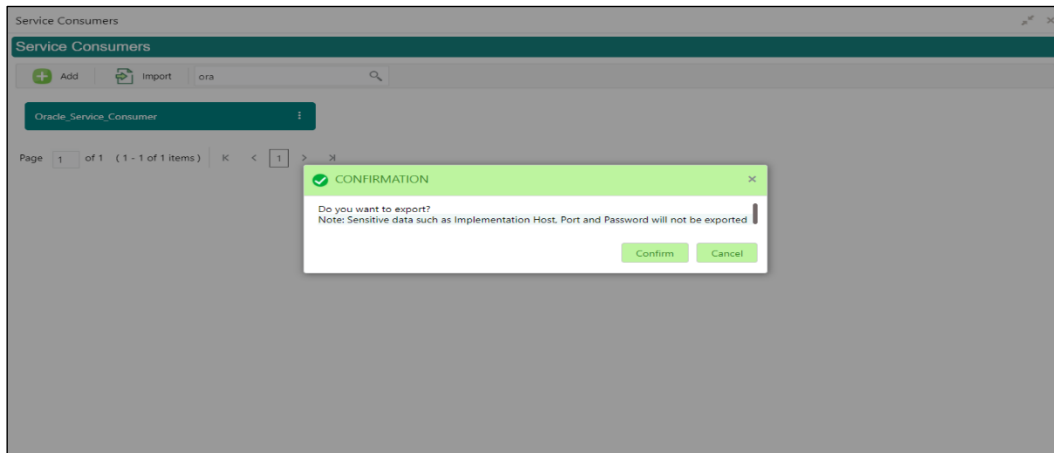 Service Consumers
Service Consumers
Add Import ora
Oracle_Service_Consumer
Page 1 of 1 (1 - 1 of 1 items) K < 1 > >|
CONFIRMATION
Do you want to export?
Note: Sensitive data such as Implementation Host, Port and Password will not be exported
Confirm Cancel